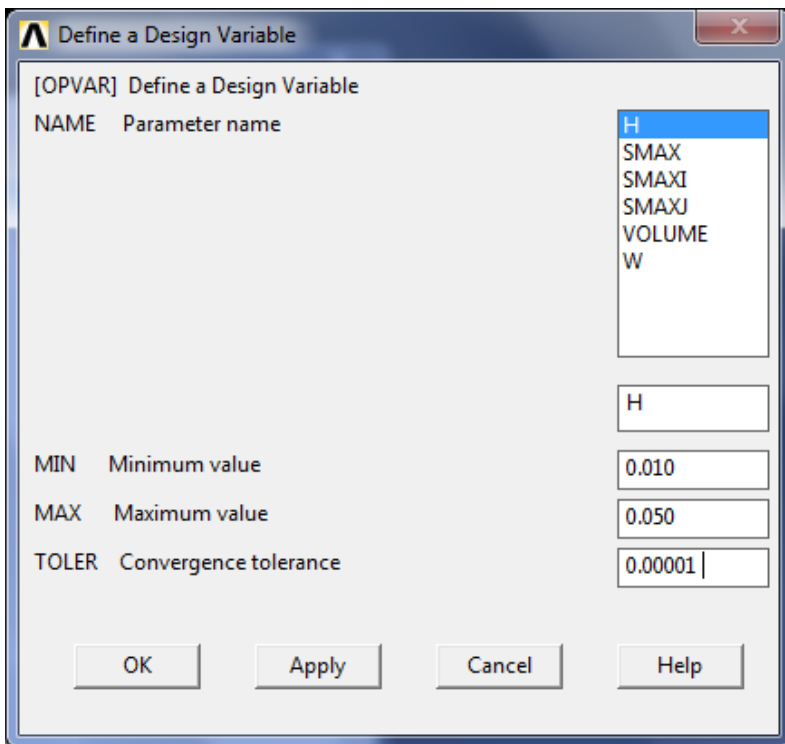 Define a Design Variable
[OPVAR] Define a Design Variable
NAME Parameter name
H
SMAX
SMAXI
SMAXJ
VOLUME
W
H
MIN Minimum value 0.010
MAX Maximum value 0.050
TOLER Convergence tolerance 0.00001
OK Apply Cancel Help